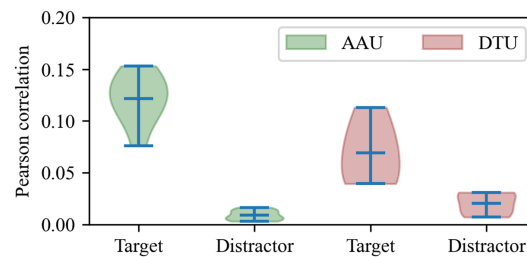 0.20
0.15
0.10
0.05
0.00
Pearson correlation
AAU DTU
Target Distractor Target Distractor